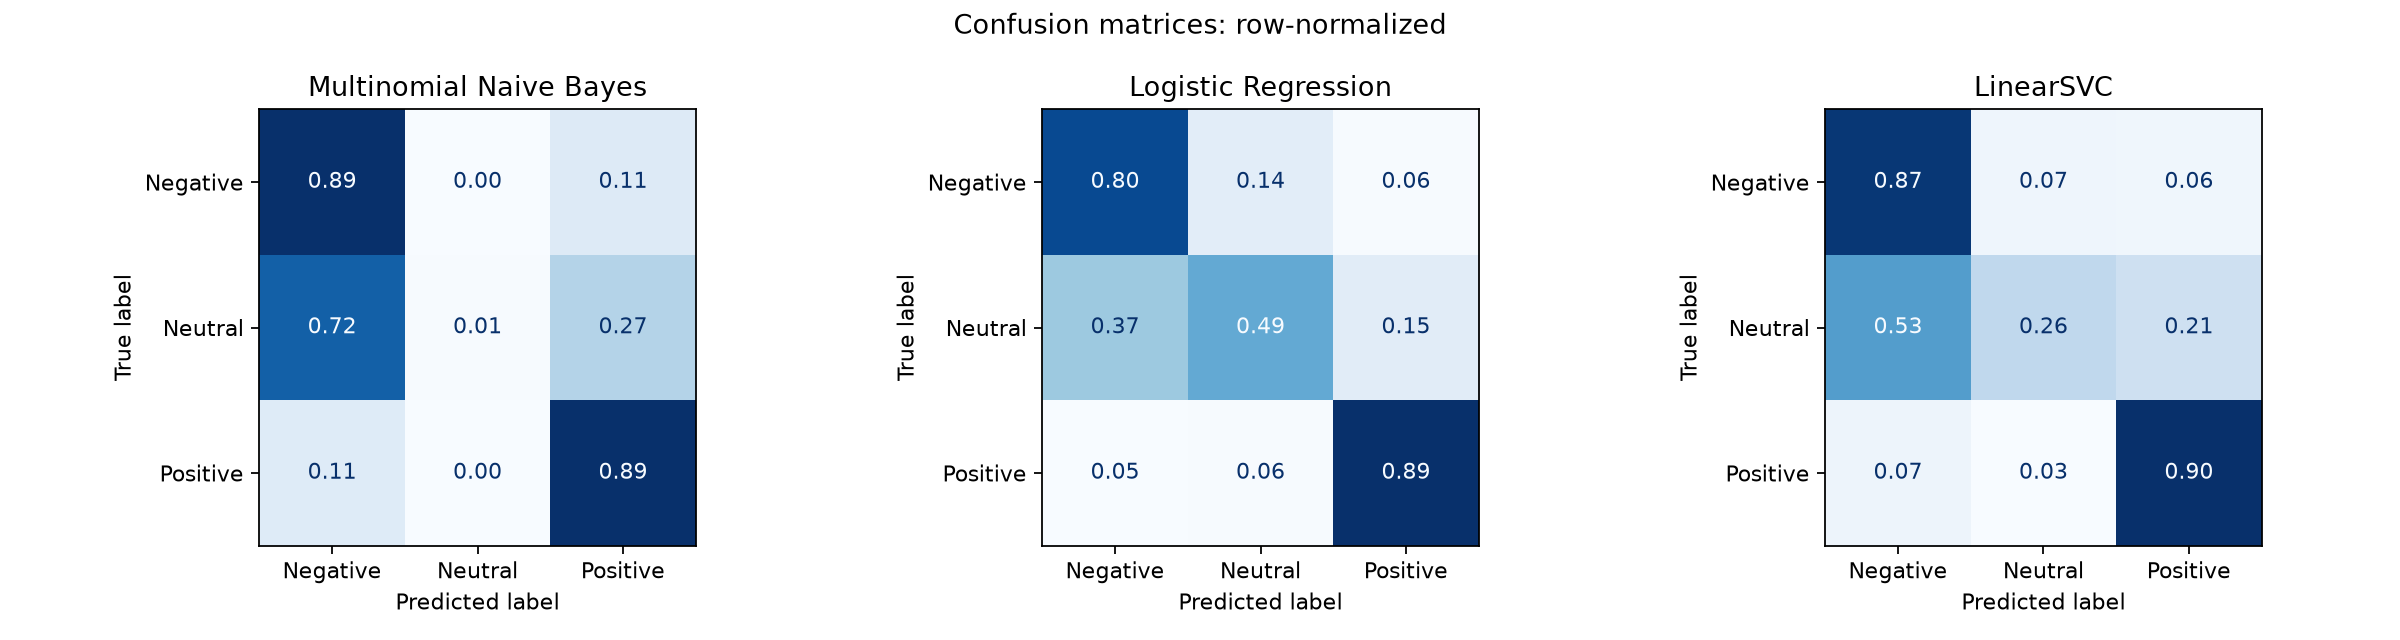 Confusion matrices: row-normalized
Multinomial Naive Bayes
True label
Negative 0.89 0.00 0.11
Neutral 0.72 0.01 0.27
Positive 0.11 0.00 0.89
Negative Neutral Positive
Predicted label
Logistic Regression
True label
Negative 0.80 0.14 0.06
Neutral 0.37 0.49 0.15
Positive 0.05 0.06 0.89
Negative Neutral Positive
Predicted label
LinearSVC
True label
Negative 0.87 0.07 0.06
Neutral 0.53 0.26 0.21
Positive 0.07 0.03 0.90
Negative Neutral Positive
Predicted label